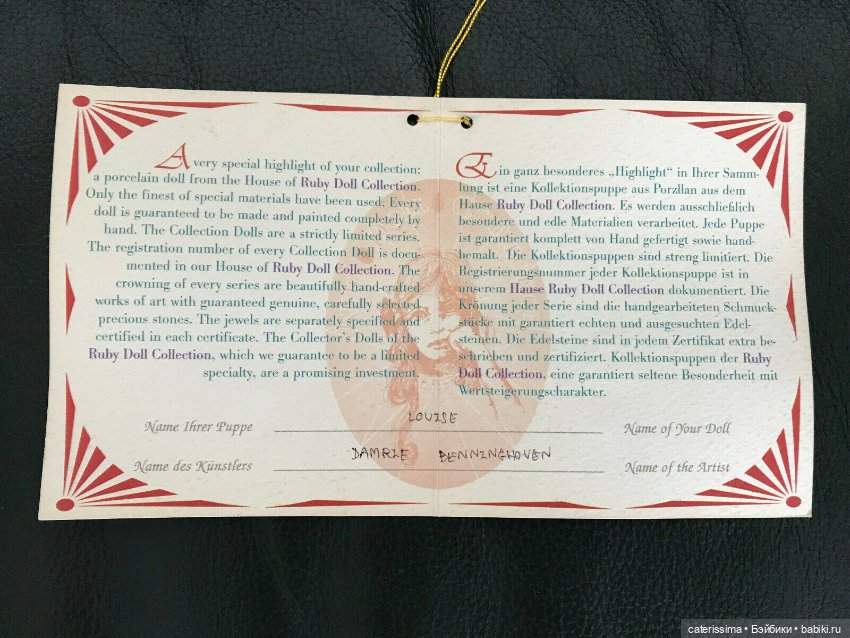 A very special highlight of your collection:
a porcelain doll from the House of Ruby Doll Collection.
Only the finest of special materials have been used. Every
doll is guaranteed to be made and painted completely by
hand. The Collection Dolls are a strictly limited series.
The registration number of every Collection Doll is docu-
mented in our House of Ruby Doll Collection. The
crowning of every series are beautifully hand-crafted
works of art with guaranteed genuine, carefully selected
precious stones. The jewels are separately specified and
certified in each certificate. The Collector's Dolls of the
Ruby Doll Collection, which we guarantee to be a limited
specialty, are a promising investment.
Ein ganz besonderes „Highlight“ in Ihrer Samm-
lung ist eine Kollektionspuppe aus Porzllan aus dem
Hause Ruby Doll Collection. Es werden ausschließlich
besondere und edle Materialien verarbeitet. Jede Puppe
ist garantiert komplett von Hand gefertigt sowie hand-
bemalt. Die Kollektionspuppen sind streng limitiert. Die
Registrierungsnummer jeder Kollektionspuppe ist in
unserem Hause Ruby Doll Collection dokumentiert. Die
Krönung jeder Serie sind die handgearbeiteten Schmuck-
stücke mit garantiert echten und ausgesuchten Edel-
steinen. Die Edelsteine sind in jedem Zertifikat extra be-
schrieben und zertifiziert. Kollektionspuppen der Ruby
Doll Collection, eine garantiert seltene Besonderheit mit
Wertsteigerungscharakter.
Name Ihrer Puppe LOUISE Name of Your Doll
Name des Künstlers DAMRIE BENNINGHOVEN Name of the Artist
caterissima • Бэйбики • babiki.ru